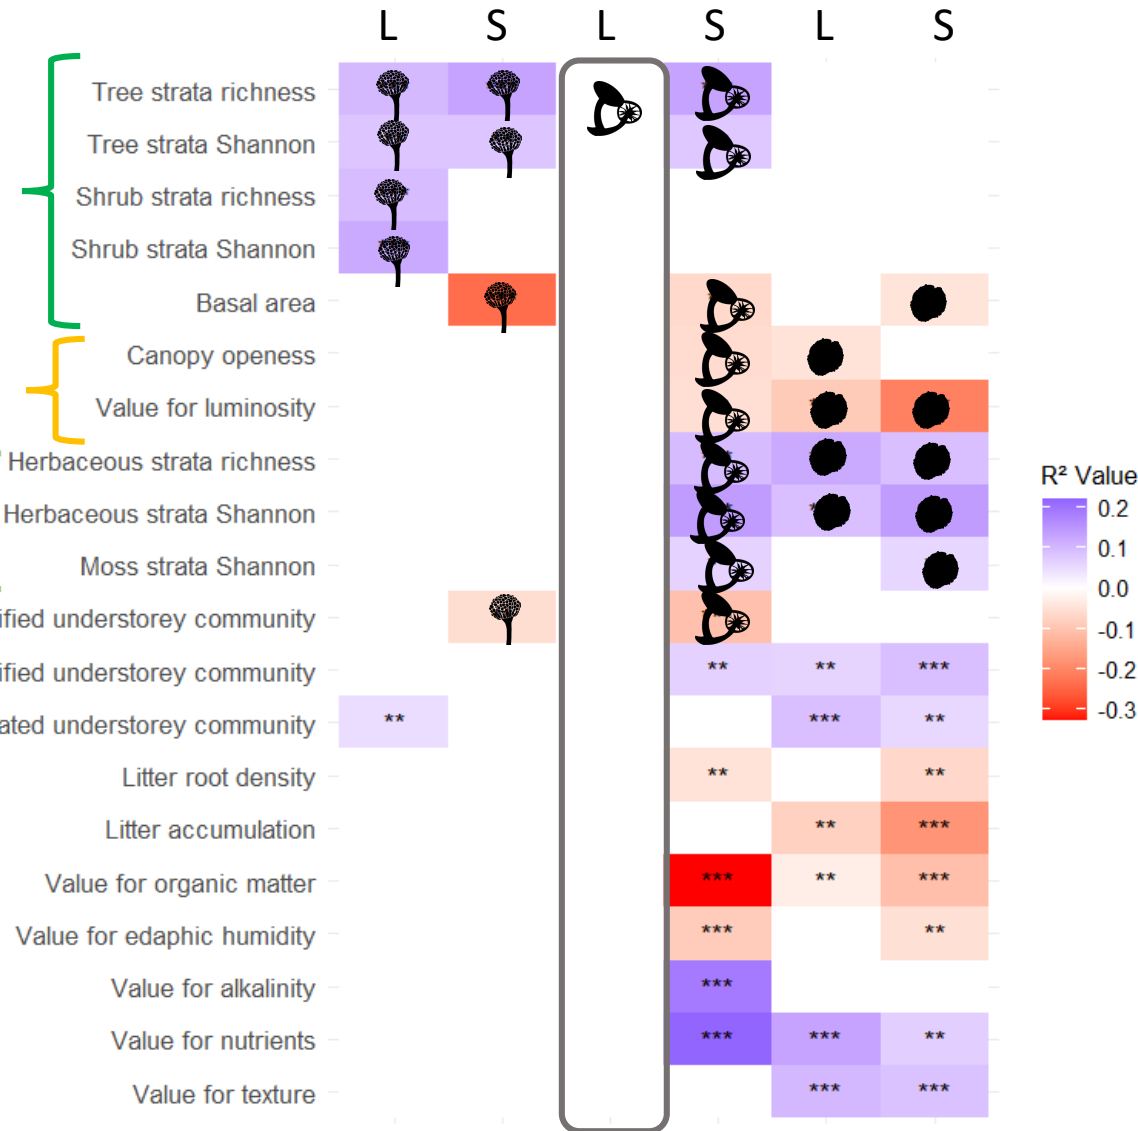 L S L S L S
Tree strata richness
Tree strata Shannon
Shrub strata richness
Shrub strata Shannon
Basal area
Canopy openess
Value for luminosity
Herbaceous strata richness
Herbaceous strata Shannon
Moss strata Shannon
ified understorey community *
ified understorey community ** ** ***
ated understorey community ** *** **
Litter root density ** **
Litter accumulation ** ***
Value for organic matter *** ** ***
Value for edaphic humidity *** **
Value for alkalinity ***
Value for nutrients *** *** **
Value for texture *** ***
R² Value
0.2
0.1
0.0
-0.1
-0.2
-0.3